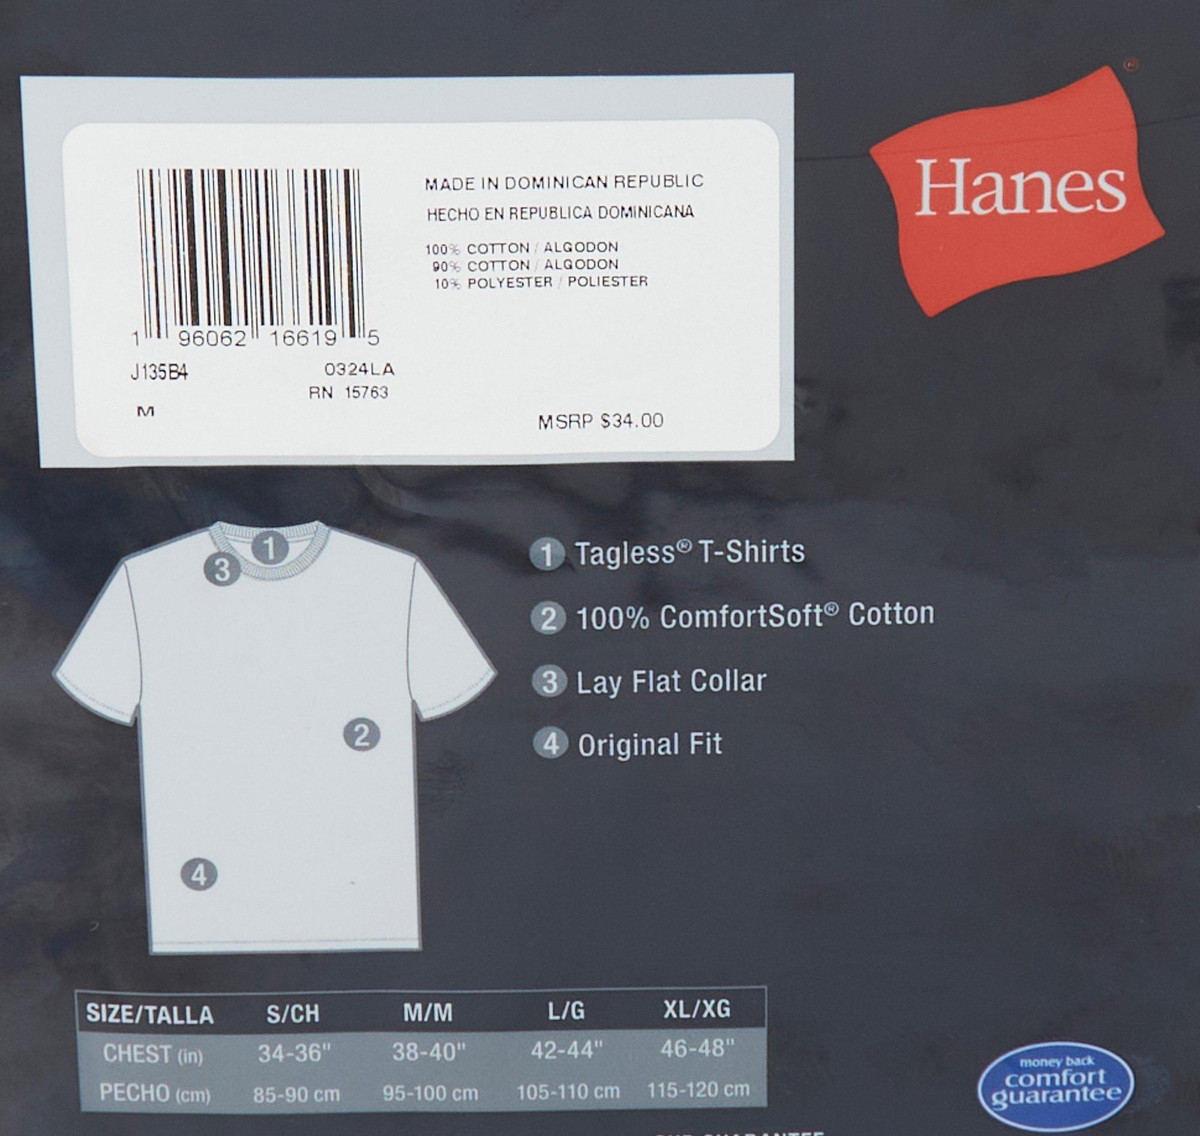 Hanes®
MADE IN DOMINICAN REPUBLIC
HECHO EN REPUBLICA DOMINICANA
100% COTTON / ALGODON
90% COTTON / ALGODON
10% POLYESTER / POLIESTER
1 96062 16619 5
J135B4 0324LA
RN 15763
M
MSRP $34.00
1
3
2
4
1 Tagless® T-Shirts
2 100% ComfortSoft® Cotton
3 Lay Flat Collar
4 Original Fit
SIZE/TALLA S/CH M/M L/G XL/XG
CHEST (in) 34-36" 38-40" 42-44" 46-48"
PECHO (cm) 85-90 cm 95-100 cm 105-110 cm 115-120 cm
money back
comfort
guarantee